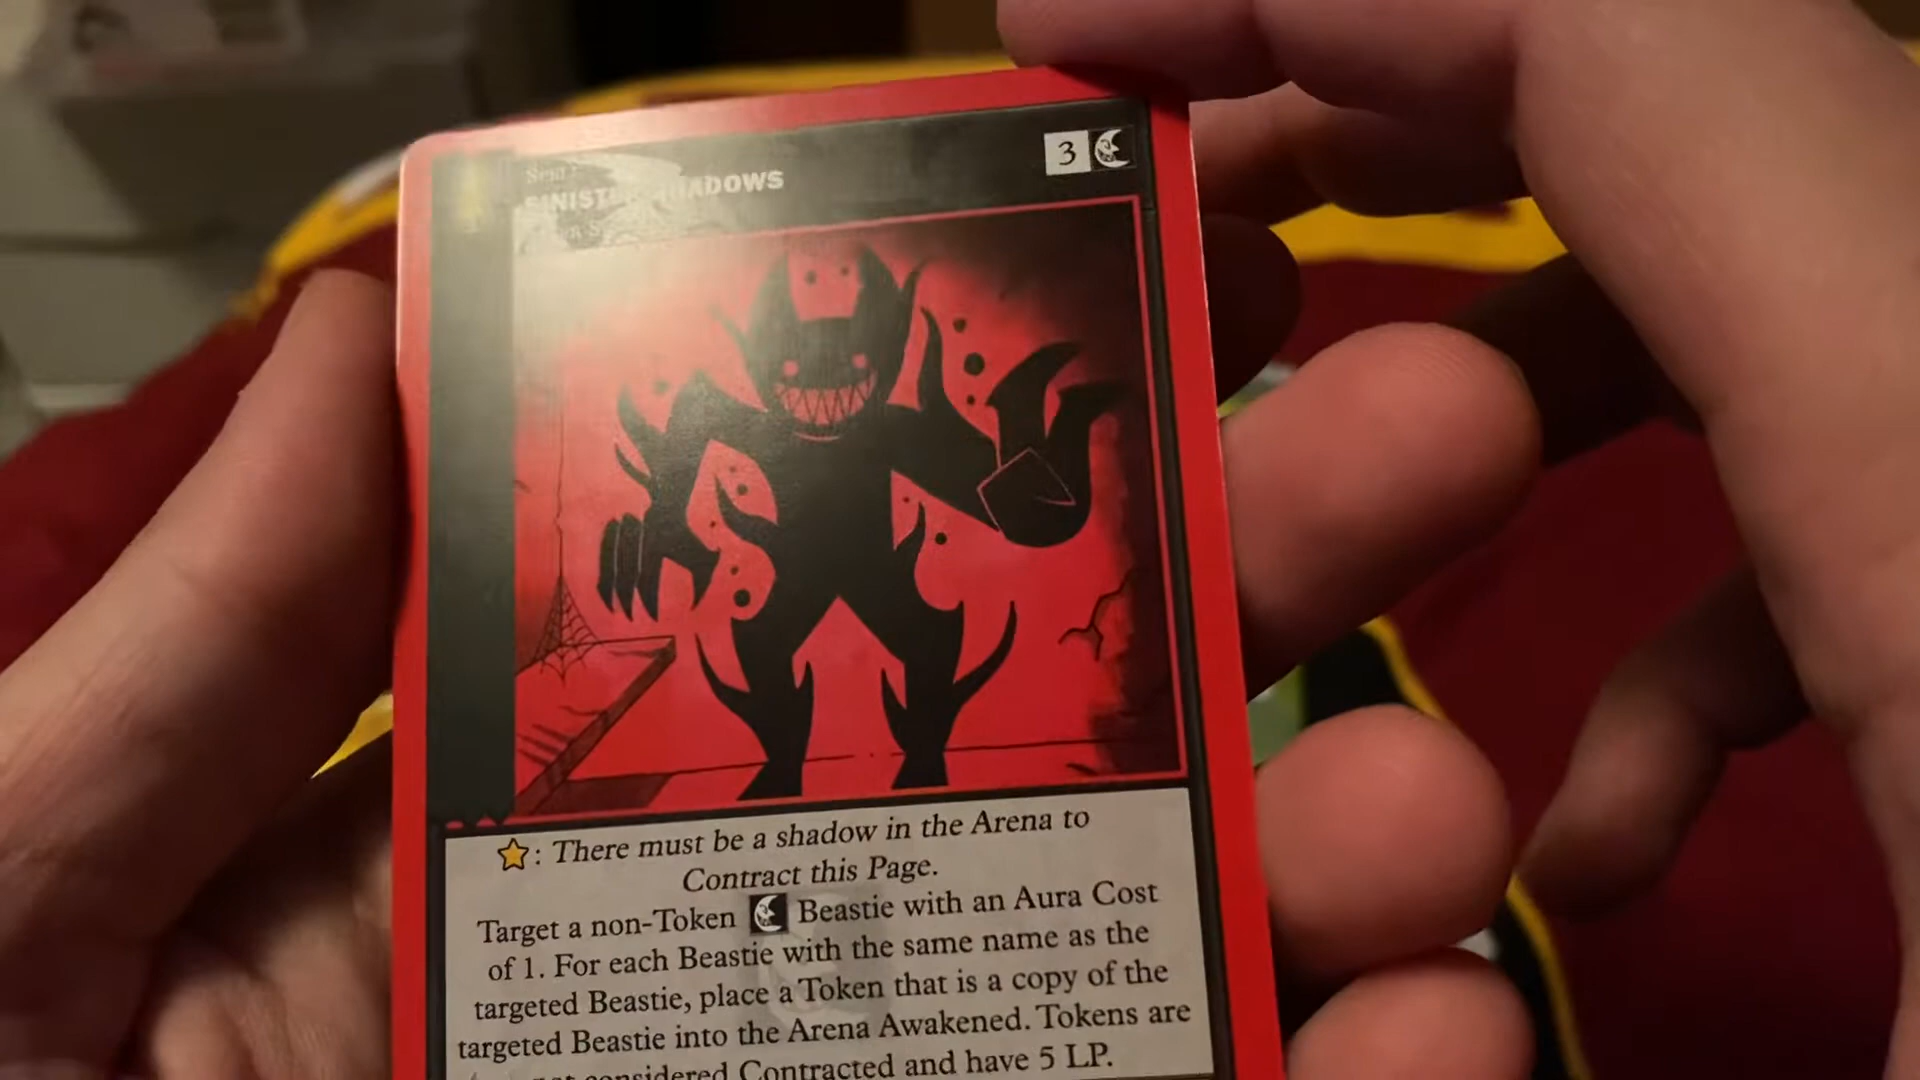 SINISTER SHADOWS
3
: There must be a shadow in the Arena to
Contract this Page.
Target a non-Token Beastie with an Aura Cost
of 1. For each Beastie with the same name as the
targeted Beastie, place a Token that is a copy of the
targeted Beastie into the Arena Awakened. Tokens are
considered Contracted and have 5 LP.